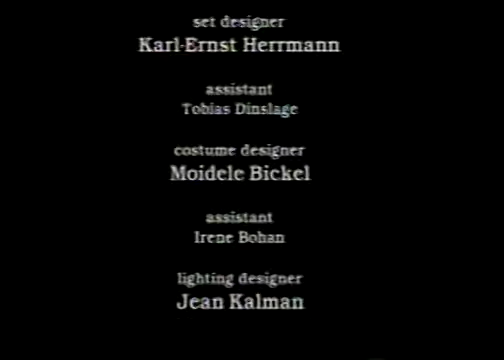 set designer
Karl-Ernst Herrmann
assistant
Tobias Dinslage
costume designer
Moidele Bickel
assistant
Irene Bohan
lighting designer
Jean Kalman